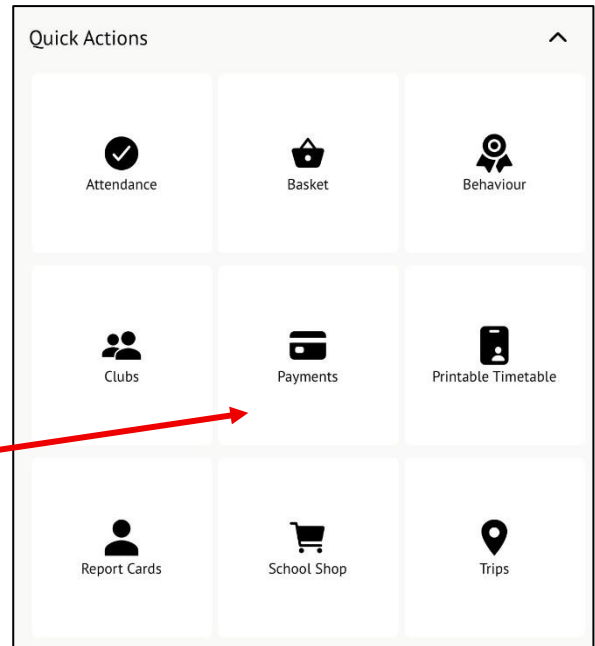 Quick Actions
Attendance
Basket
Behaviour
Clubs
Payments
Printable Timetable
Report Cards
School Shop
Trips